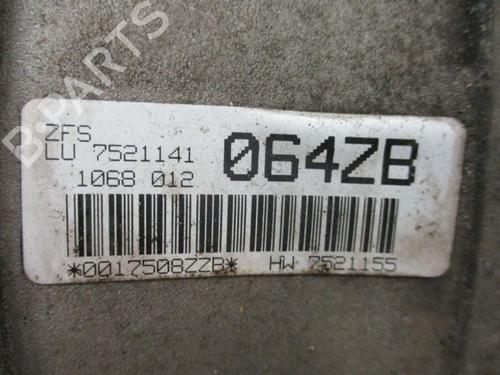 B-PARTS
ZFS
LU 7521141
1068 012
064ZB
*0017508ZZB* HW 7521155